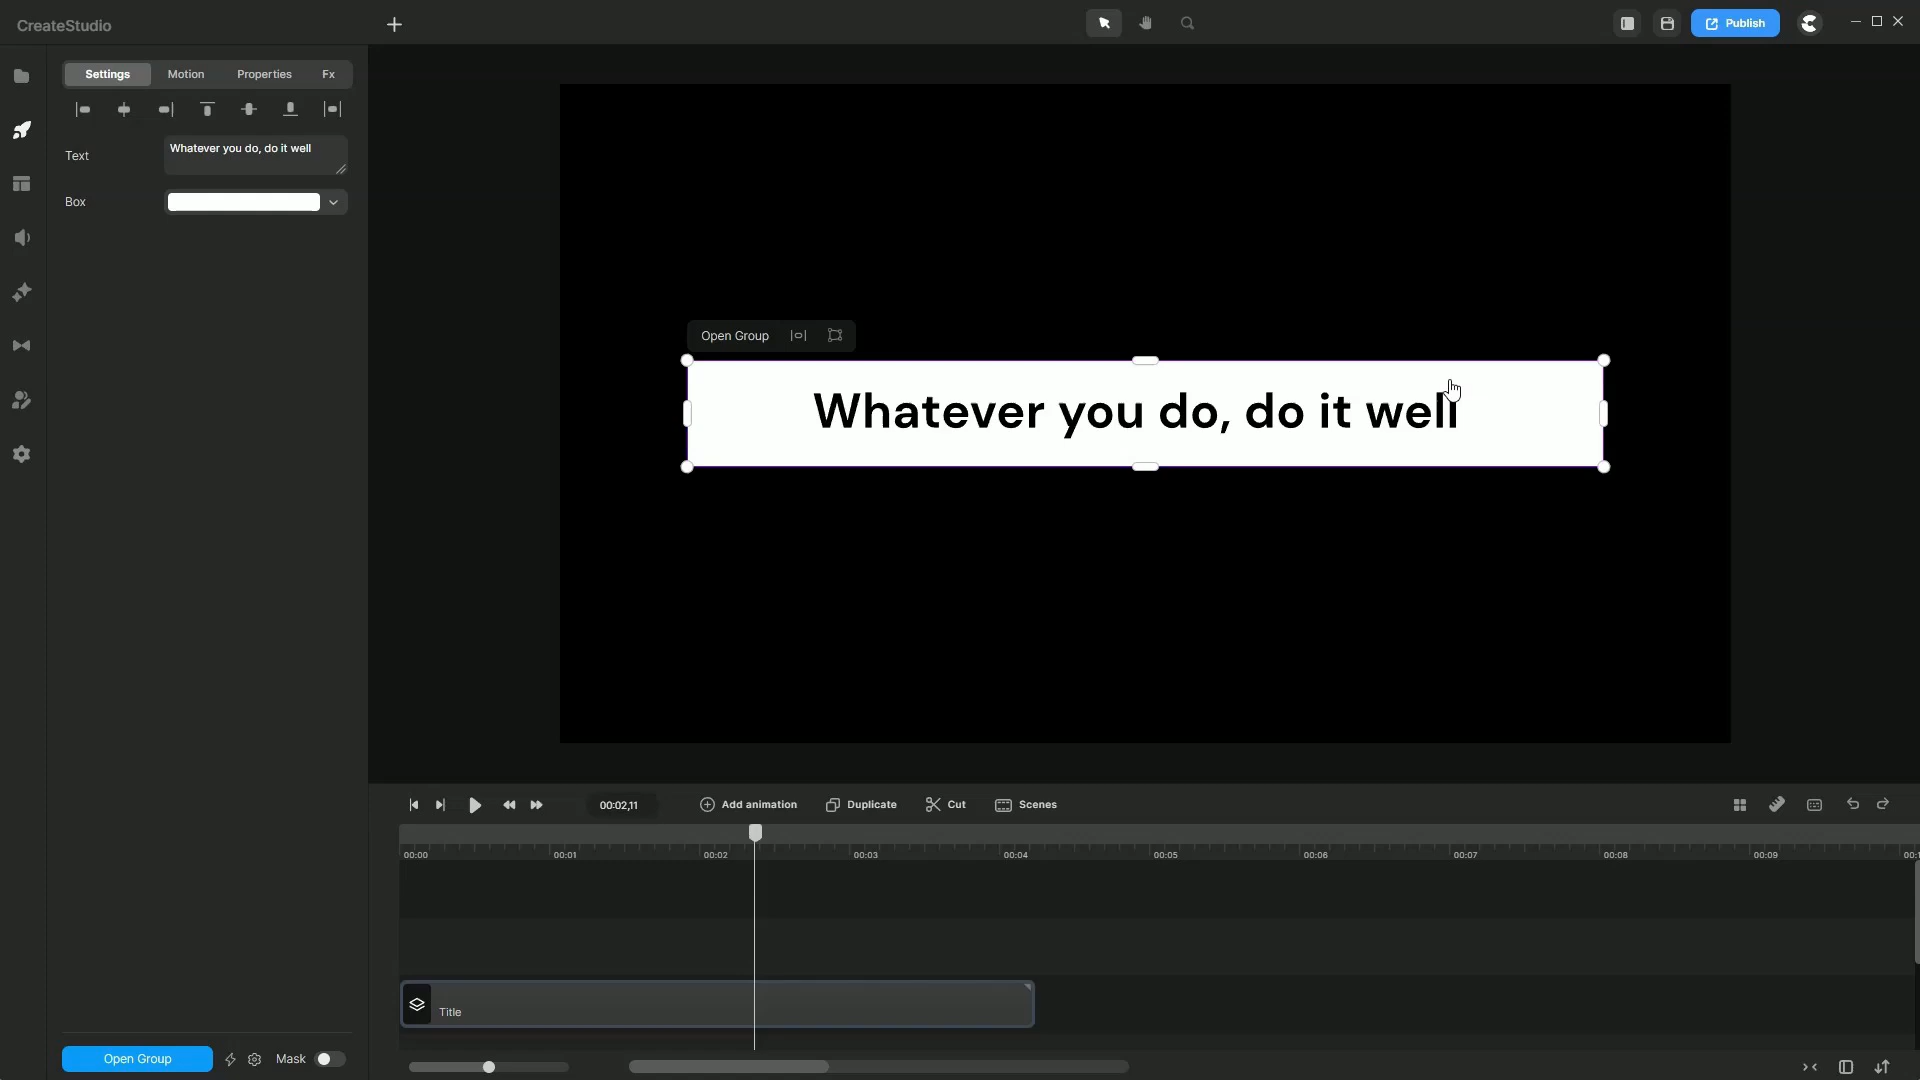 CreateStudio
Publish
Settings
Motion
Properties
Fx
Text
Whatever you do, do it well
Box
Open Group
Whatever you do, do it well
00:02,11
Add animation
Duplicate
Cut
Scenes
00:00
00:01
00:02
00:03
00:04
00:05
00:06
00:07
00:08
00:09
Title
Open Group
Mask